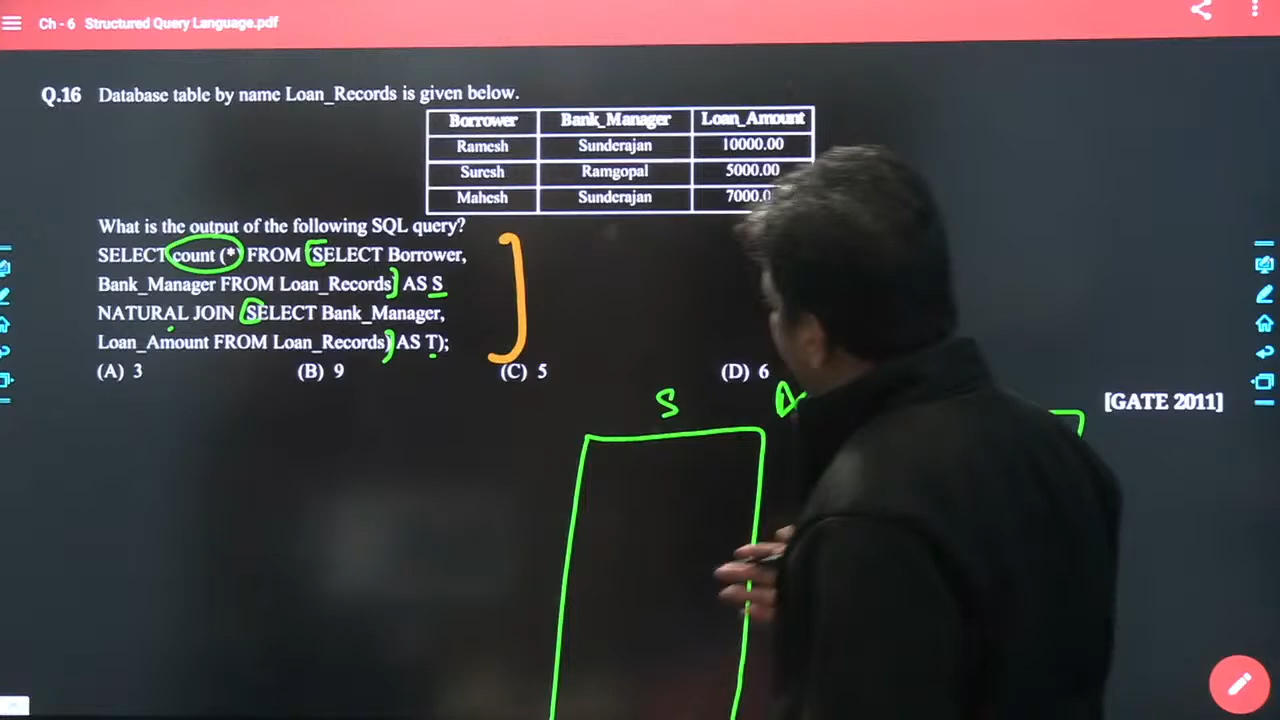 Ch - 6 Structured Query Language.pdf
Q.16 Database table by name Loan_Records is given below.
Borrower Bank_Manager Loan_Amount
Ramesh Sunderajan 10000.00
Suresh Ramgopal 5000.00
Mahesh Sunderajan 7000.0
What is the output of the following SQL query?
SELECT count (*) FROM (SELECT Borrower,
Bank_Manager FROM Loan_Records) AS S
NATURAL JOIN (SELECT Bank_Manager,
Loan_Amount FROM Loan_Records) AS T);
(A) 3 (B) 9 (C) 5 (D) 6
[GATE 2011]
S